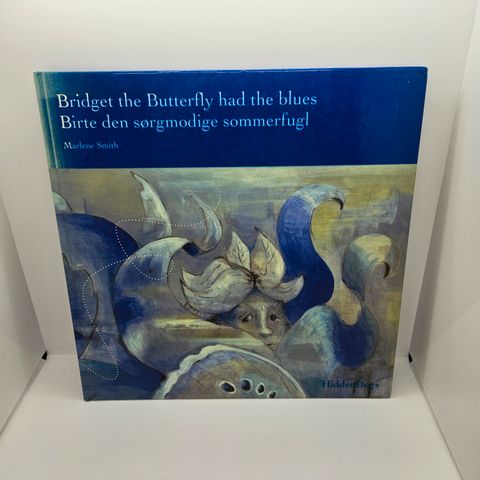 Bridget the Butterfly had the blues
Birte den sørgmodige sommerfugl
Marlene Smith
HiddenBugs